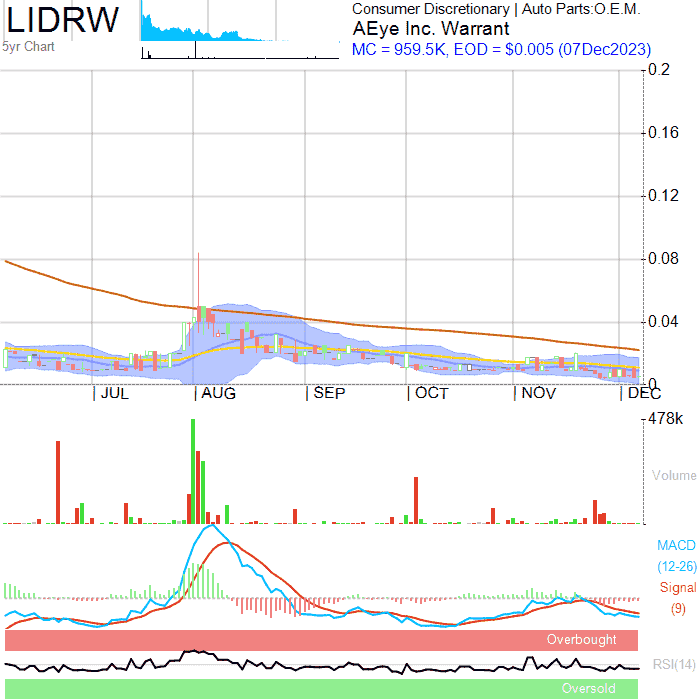 LIDRW
5yr Chart
Consumer Discretionary | Auto Parts:O.E.M.
AEye Inc. Warrant
MC = 959.5K, EOD = $0.005 (07Dec2023)
0.2
0.16
0.12
0.08
0.04
0
JUL AUG SEP OCT NOV DEC
478k
Volume
MACD
(12-26)
Signal
(9)
Overbought
RSI(14)
Oversold